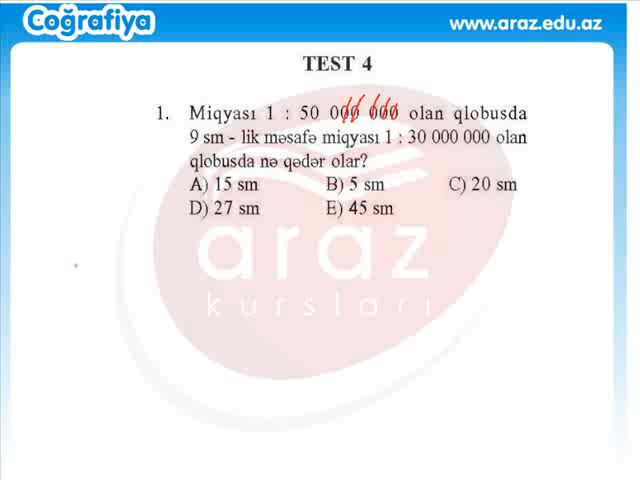 Coğrafiya
www.araz.edu.az
TEST 4
1. Miqyası 1 : 50 000 000 olan qlobusda
9 sm - lik məsafə miqyası 1 : 30 000 000 olan
qlobusda nə qədər olar?
A) 15 sm B) 5 sm C) 20 sm
D) 27 sm E) 45 sm
araz
kursları